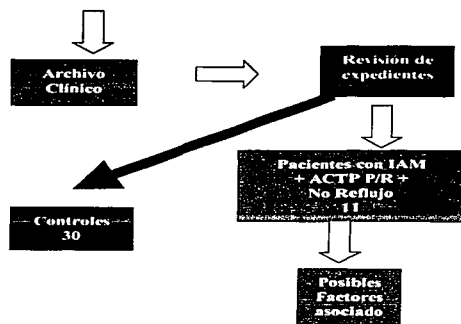 Archivo
Clínico
Revisión de
expedientes
Pacientes con IAM
+ ACTP P/R +
No Reflujo
11
Controles
30
Posibles
Factores
asociado